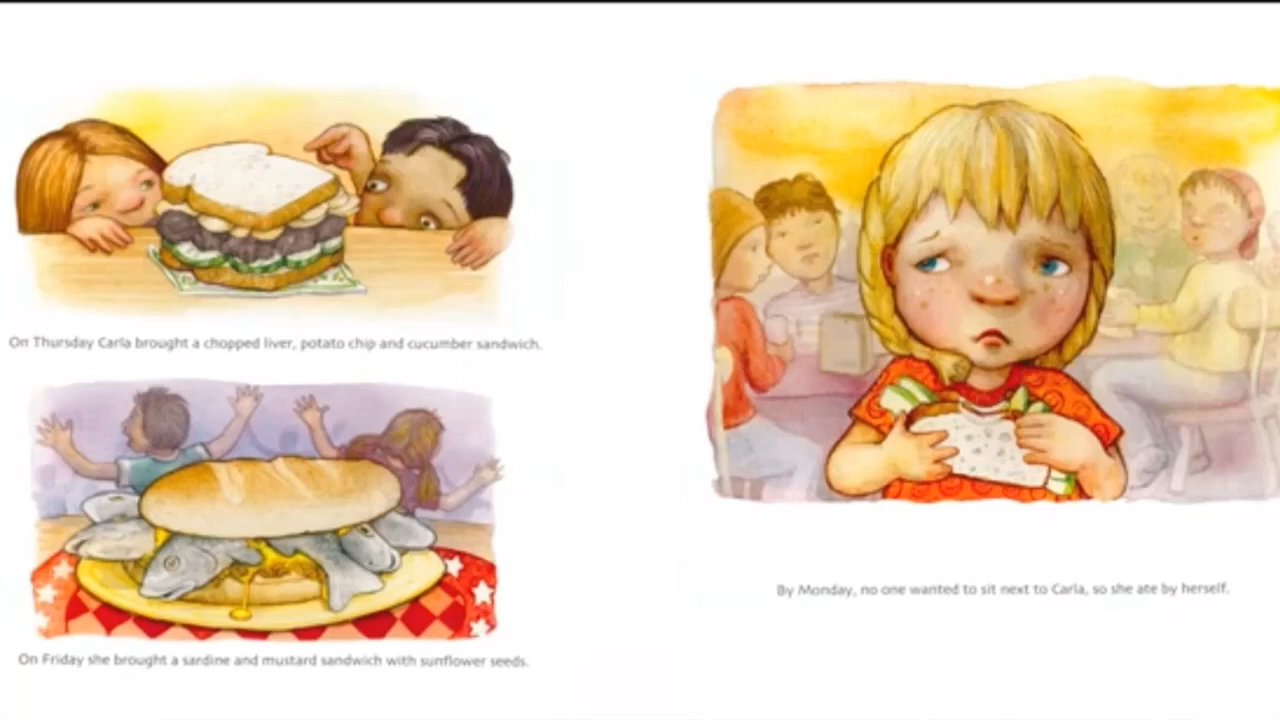 On Thursday Carla brought a chopped liver, potato chip and cucumber sandwich.
On Friday she brought a sardine and mustard sandwich with sunflower seeds.
By Monday, no one wanted to sit next to Carla, so she ate by herself.